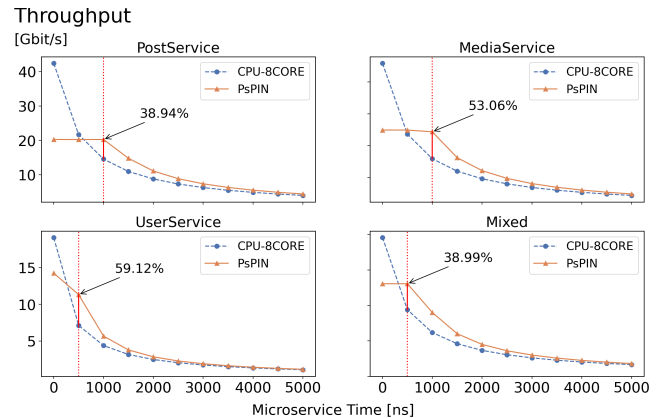 Throughput
[Gbit/s]
PostService
MediaService
40
30
20
10
CPU-8CORE
PsPIN
38.94%
CPU-8CORE
PsPIN
53.06%
UserService
Mixed
15
10
5
CPU-8CORE
PsPIN
59.12%
CPU-8CORE
PsPIN
38.99%
0 1000 2000 3000 4000 5000
0 1000 2000 3000 4000 5000
Microservice Time [ns]